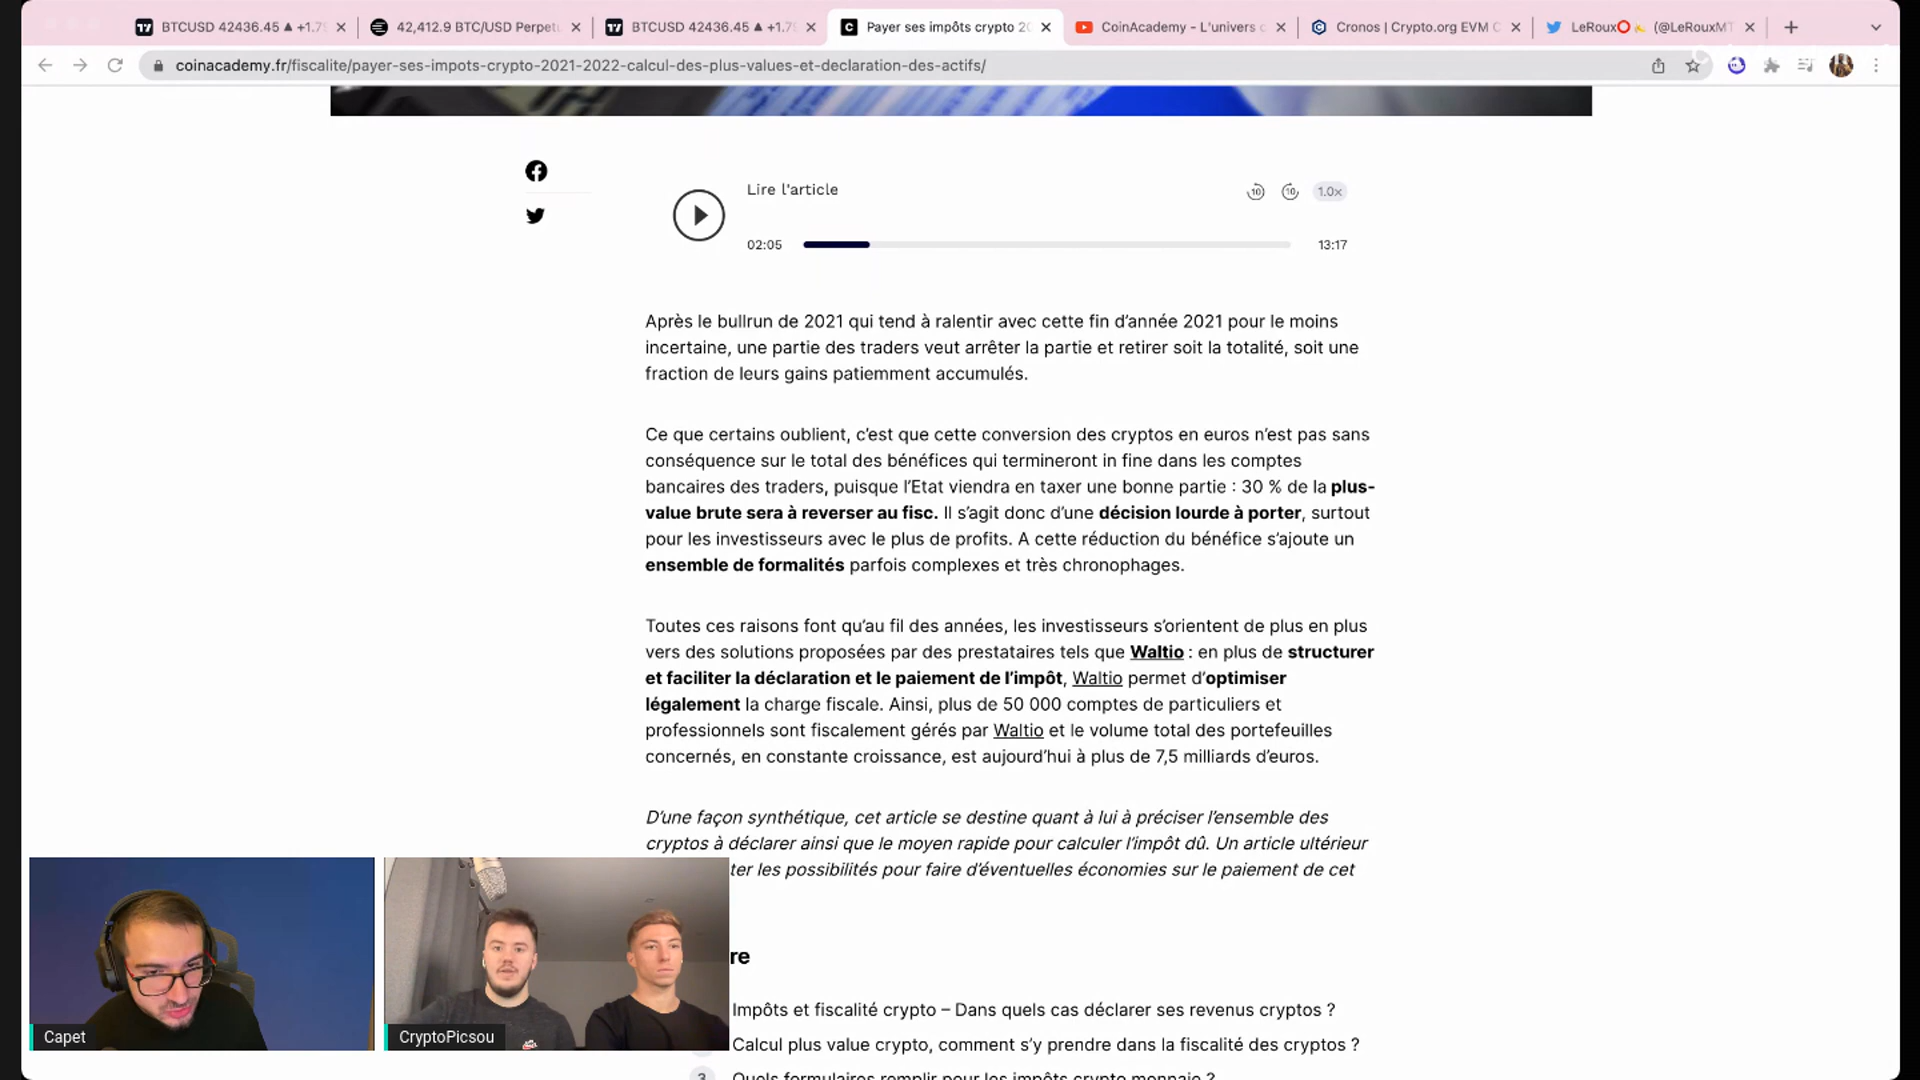 BTCUSD 42436.45 ▲ +1.7
42,412.9 BTC/USD Perpetu
BTCUSD 42436.45 ▲ +1.7
Payer ses impôts crypto 20
CoinAcademy - L'univers c
Cronos | Crypto.org EVM C
LeRoux⭕ (@LeRouxMT
coinacademy.fr/fiscalite/payer-ses-impots-crypto-2021-2022-calcul-des-plus-values-et-declaration-des-actifs/
Lire l'article
10 10 1.0x
02:05 13:17
Après le bullrun de 2021 qui tend à ralentir avec cette fin d’année 2021 pour le moins
incertaine, une partie des traders veut arrêter la partie et retirer soit la totalité, soit une
fraction de leurs gains patiemment accumulés.
Ce que certains oublient, c’est que cette conversion des cryptos en euros n’est pas sans
conséquence sur le total des bénéfices qui termineront in fine dans les comptes
bancaires des traders, puisque l’Etat viendra en taxer une bonne partie : 30 % de la plus-
value brute sera à reverser au fisc. Il s’agit donc d’une décision lourde à porter, surtout
pour les investisseurs avec le plus de profits. A cette réduction du bénéfice s’ajoute un
ensemble de formalités parfois complexes et très chronophages.
Toutes ces raisons font qu’au fil des années, les investisseurs s’orientent de plus en plus
vers des solutions proposées par des prestataires tels que Waltio : en plus de structurer
et faciliter la déclaration et le paiement de l’impôt, Waltio permet d’optimiser
légalement la charge fiscale. Ainsi, plus de 50 000 comptes de particuliers et
professionnels sont fiscalement gérés par Waltio et le volume total des portefeuilles
concernés, en constante croissance, est aujourd’hui à plus de 7,5 milliards d’euros.
D’une façon synthétique, cet article se destine quant à lui à préciser l’ensemble des
cryptos à déclarer ainsi que le moyen rapide pour calculer l’impôt dû. Un article ultérieur
ter les possibilités pour faire d’éventuelles économies sur le paiement de cet
re
Impôts et fiscalité crypto – Dans quels cas déclarer ses revenus cryptos ?
Calcul plus value crypto, comment s’y prendre dans la fiscalité des cryptos ?
3 Quels formulaires remplir pour les impôts crypto monnaie ?
Capet
CryptoPicsou